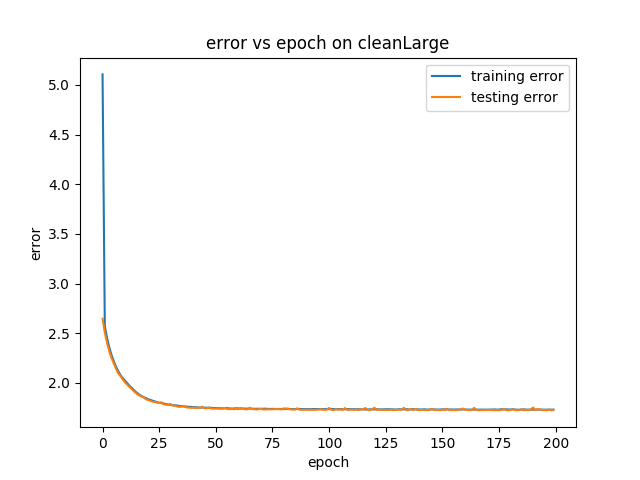 error vs epoch on cleanLarge
training error
testing error
5.0
4.5
4.0
3.5
3.0
2.5
2.0
error
0 25 50 75 100 125 150 175 200
epoch